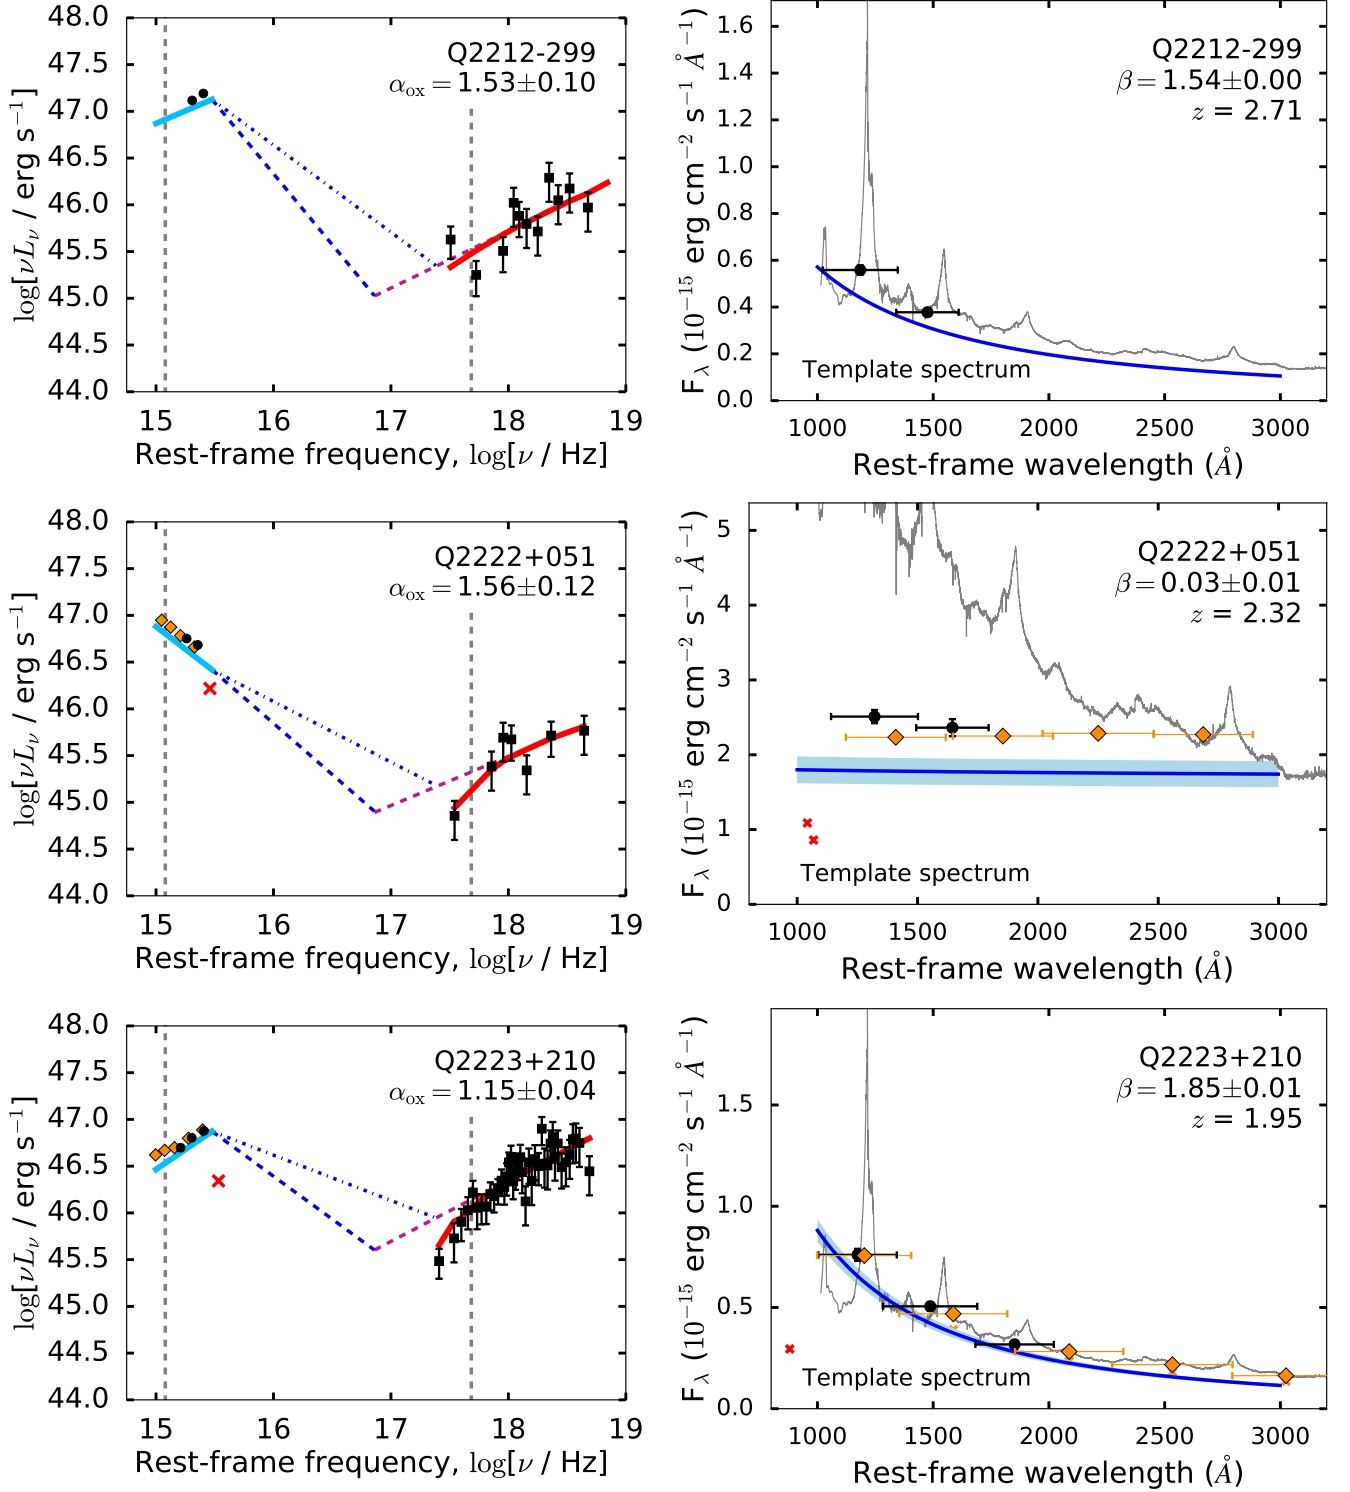 48.0
47.5
47.0
46.5
46.0
45.5
45.0
44.5
44.0
log[νLν / erg s⁻¹]
Q2212-299
αox = 1.53±0.10
15 16 17 18 19
Rest-frame frequency, log[ν / Hz]
1.6
1.4
1.2
1.0
0.8
0.6
0.4
0.2
0.0
Fλ (10⁻¹⁵ erg cm⁻² s⁻¹ Å⁻¹)
Q2212-299
β = 1.54±0.00
z = 2.71
Template spectrum
1000 1500 2000 2500 3000
Rest-frame wavelength (Å)
48.0
47.5
47.0
46.5
46.0
45.5
45.0
44.5
44.0
log[νLν / erg s⁻¹]
Q2222+051
αox = 1.56±0.12
15 16 17 18 19
Rest-frame frequency, log[ν / Hz]
5
4
3
2
1
0
Fλ (10⁻¹⁵ erg cm⁻² s⁻¹ Å⁻¹)
Q2222+051
β = 0.03±0.01
z = 2.32
Template spectrum
1000 1500 2000 2500 3000
Rest-frame wavelength (Å)
48.0
47.5
47.0
46.5
46.0
45.5
45.0
44.5
44.0
log[νLν / erg s⁻¹]
Q2223+210
αox = 1.15±0.04
15 16 17 18 19
Rest-frame frequency, log[ν / Hz]
1.5
1.0
0.5
0.0
Fλ (10⁻¹⁵ erg cm⁻² s⁻¹ Å⁻¹)
Q2223+210
β = 1.85±0.01
z = 1.95
Template spectrum
1000 1500 2000 2500 3000
Rest-frame wavelength (Å)